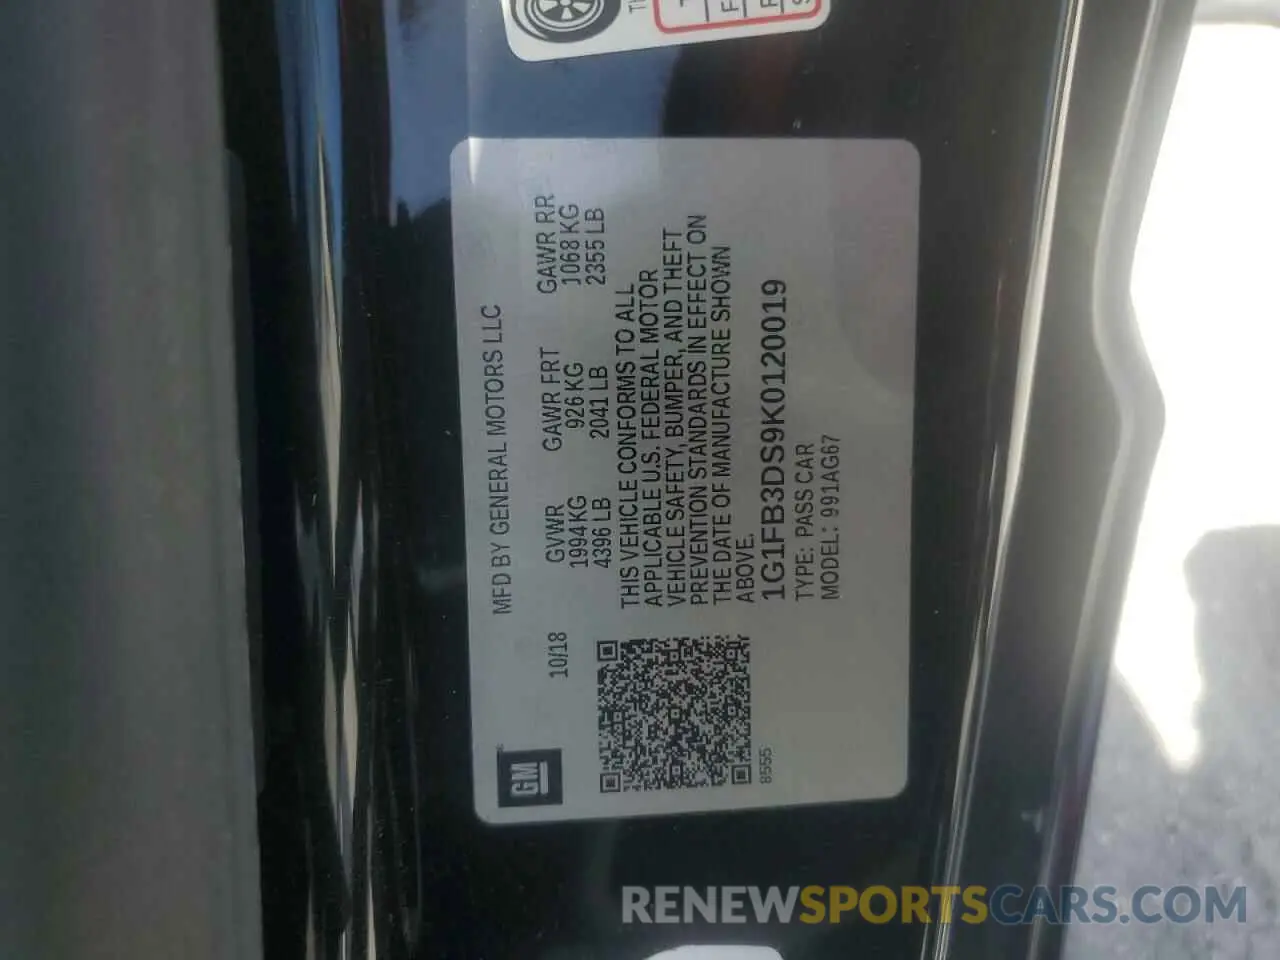 MFD BY GENERAL MOTORS LLC
10/18
GVWR GAWR FRT GAWR RR
1994 KG 926 KG 1068 KG
4396 LB 2041 LB 2355 LB
THIS VEHICLE CONFORMS TO ALL
APPLICABLE U.S. FEDERAL MOTOR
VEHICLE SAFETY, BUMPER, AND THEFT
PREVENTION STANDARDS IN EFFECT ON
THE DATE OF MANUFACTURE SHOWN
ABOVE.
1G1FB3DS9K0120019
TYPE: PASS CAR
MODEL: 991AG67
GM
8555
RENEWSPORTSCARS.COM